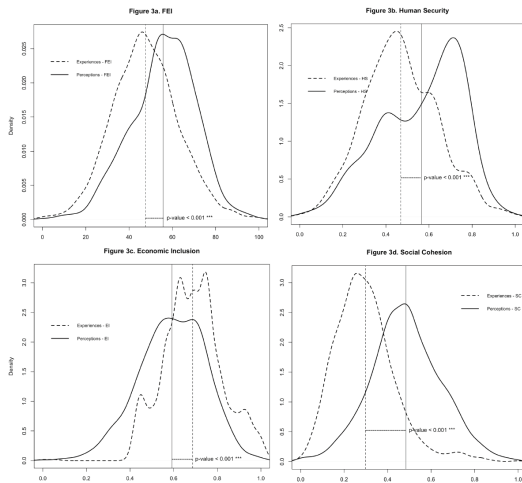 Figure 3a. FEI
Experiences - FEI
Perceptions - FEI
Density
0.000 0.005 0.010 0.015 0.020 0.025
p-value < 0.001 ***
0 20 40 60 80 100
Figure 3b. Human Security
Experiences - HS
Perceptions - HS
0.0 0.5 1.0 1.5 2.0 2.5
p-value < 0.001 ***
0.0 0.2 0.4 0.6 0.8 1.0
Figure 3c. Economic Inclusion
Experiences - EI
Perceptions - EI
Density
0.0 0.5 1.0 1.5 2.0 2.5 3.0
p-value < 0.001 ***
0.0 0.2 0.4 0.6 0.8 1.0
Figure 3d. Social Cohesion
Experiences - SC
Perceptions - SC
0.0 0.5 1.0 1.5 2.0 2.5 3.0
p-value < 0.001 ***
0.0 0.2 0.4 0.6 0.8 1.0